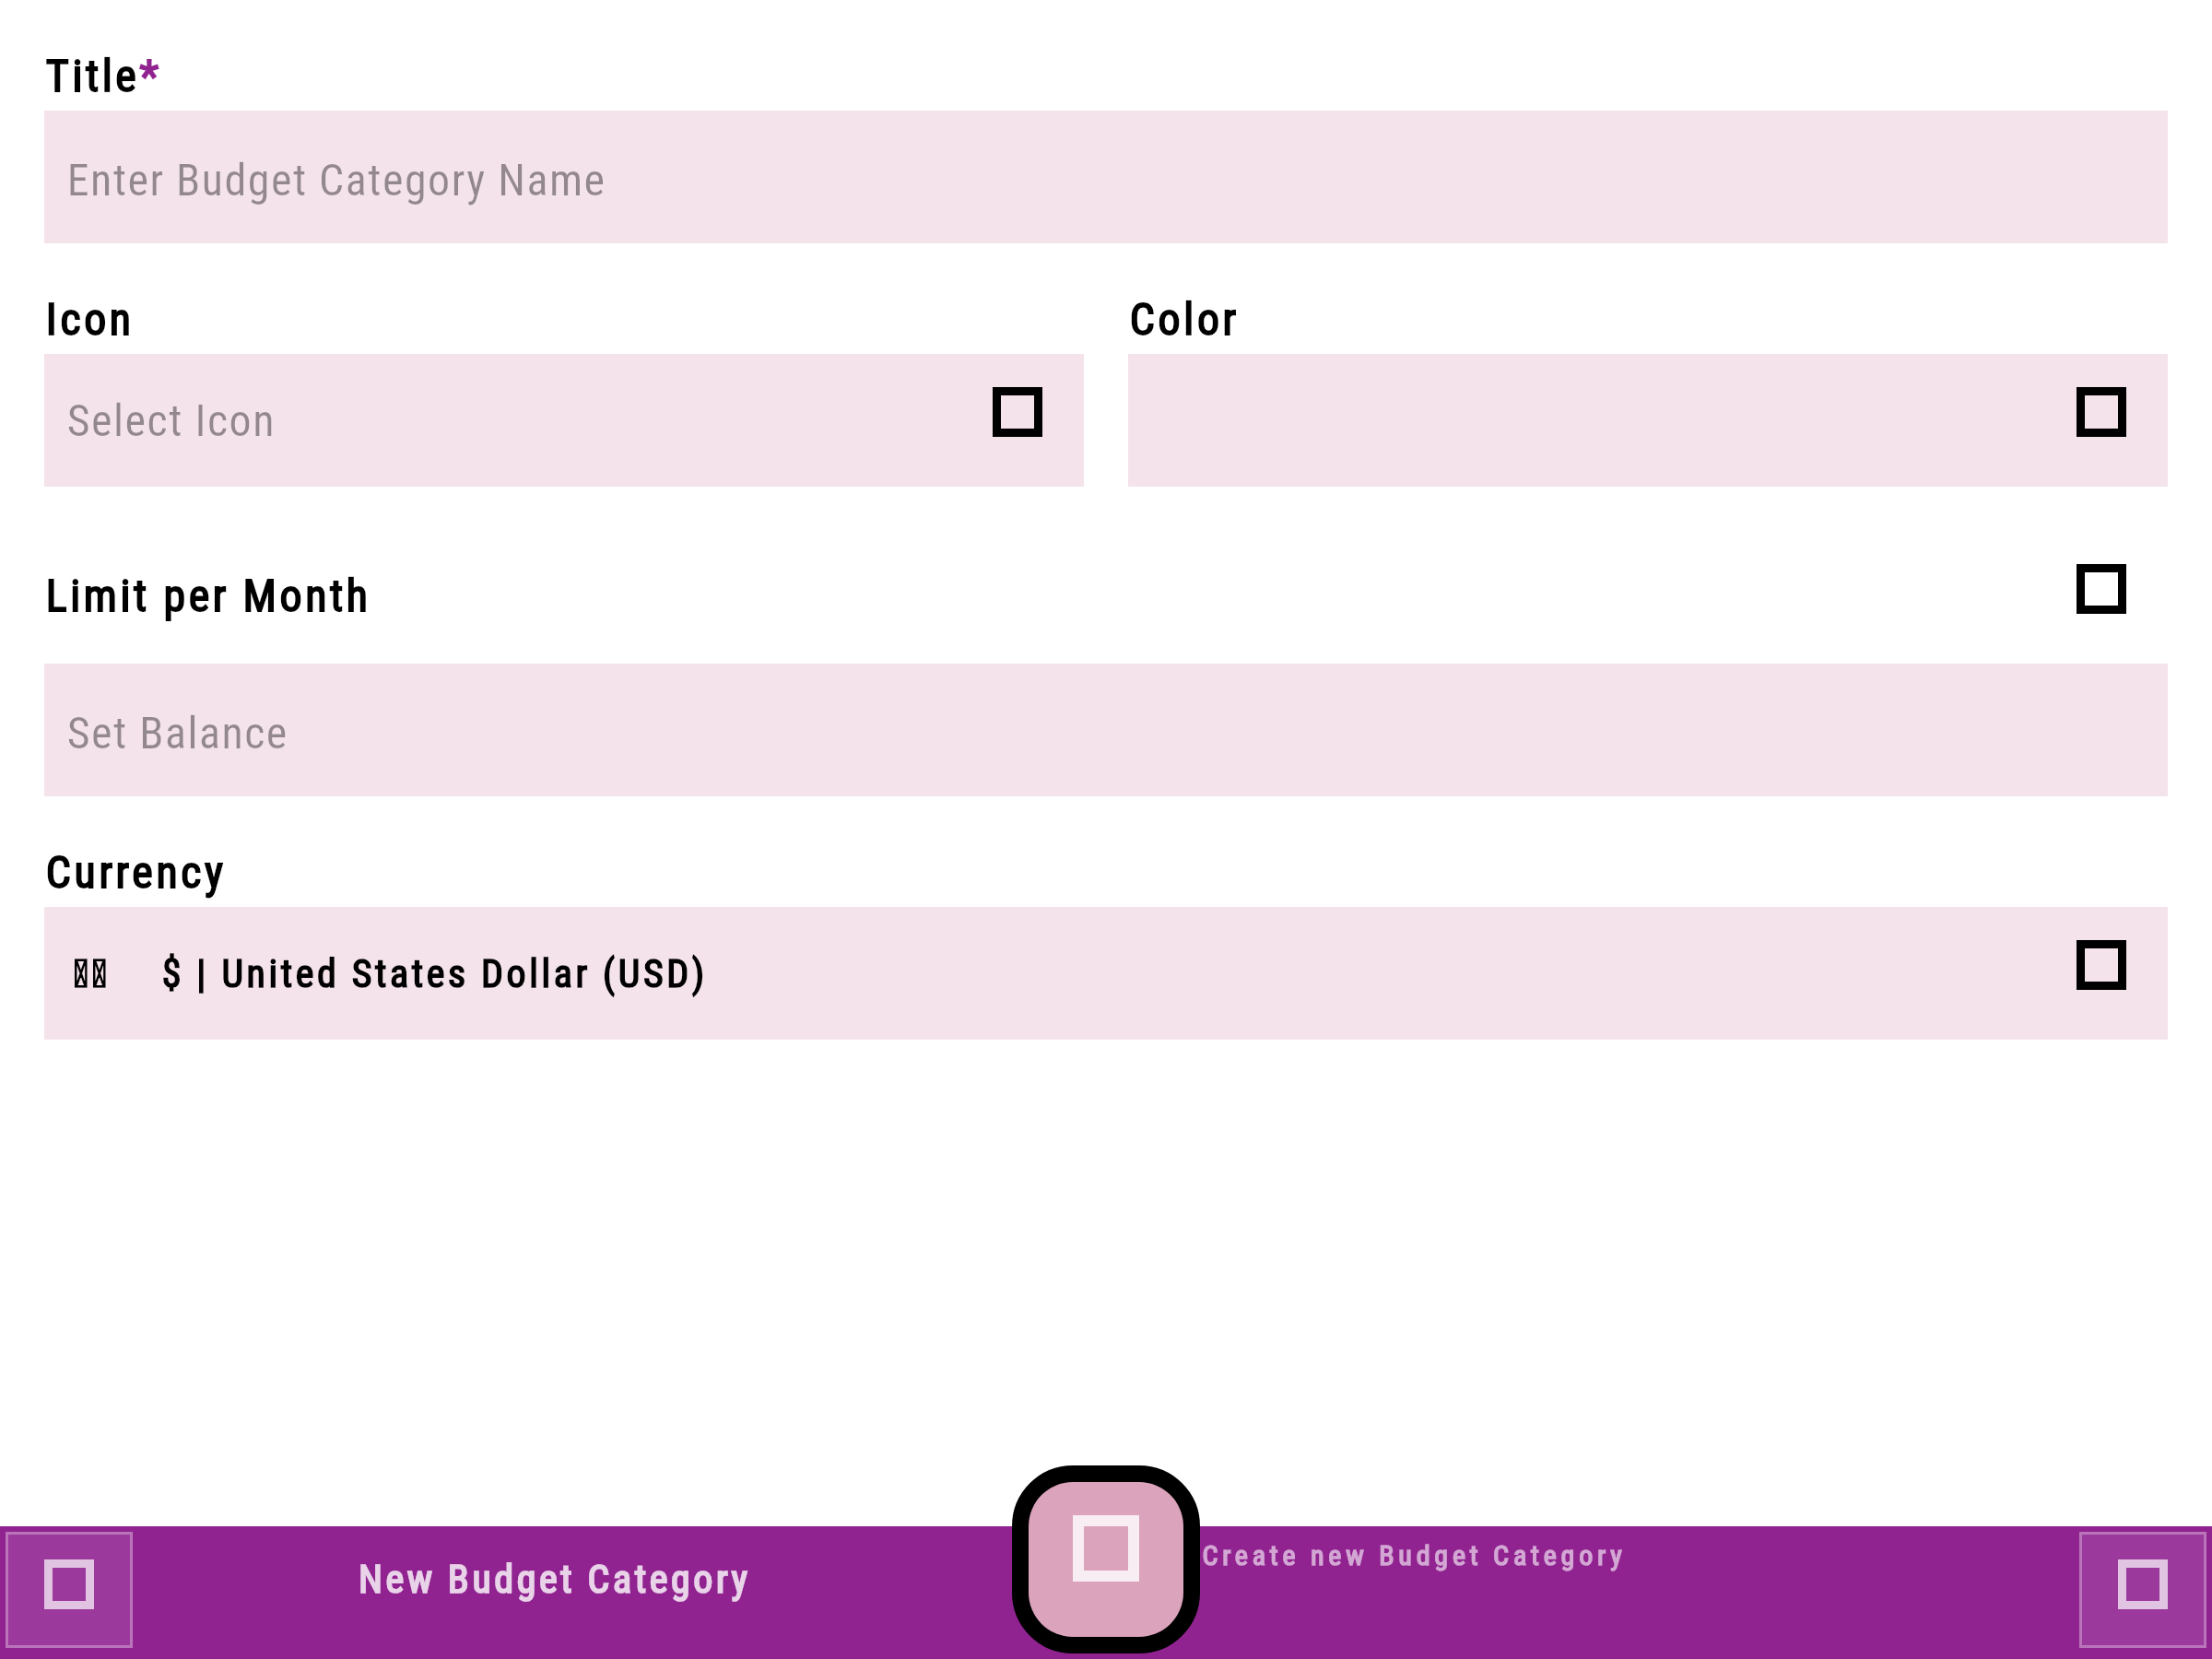 Title*
Enter Budget Category Name
Icon
Color
Select Icon
Limit per Month
Set Balance
Currency
$ | United States Dollar (USD)
New Budget Category
Create new Budget Category